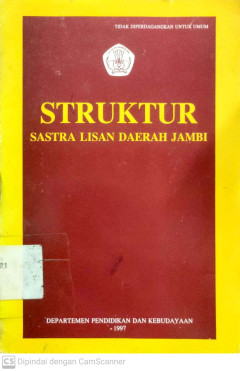 TIDAK DIPERDAGANGKAN UNTUK UMUM
STRUKTUR
SASTRA LISAN DAERAH JAMBI
DEPARTEMEN PENDIDIKAN DAN KEBUDAYAAN
1997
CS Dipindai dengan CamScanner